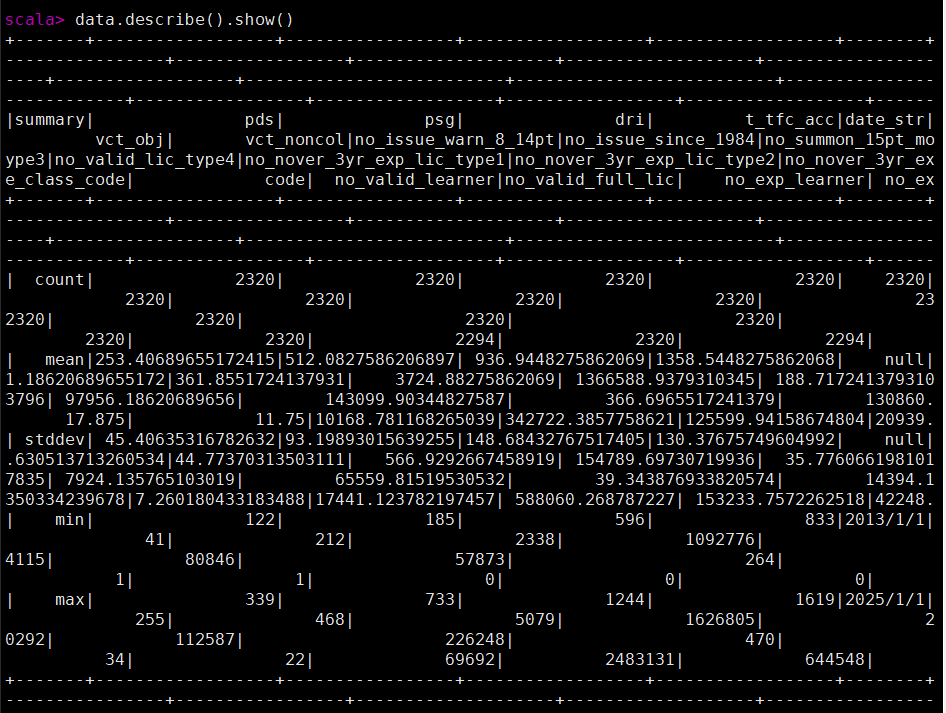 scala> data.describe().show()
+-------+------------------+-----------------+------------------+------------------+--------+
----------------+-----------------+--------------------+-------------------+-----------------
----+------------------+--------------------------+--------------------------+---------------
------------+-----------------+------------------+-----------------+------------------+------
|summary|               pds|              psg|               dri|         t_tfc_acc|date_str|
         vct_obj|       vct_noncol|no_issue_warn_8_14pt|no_issue_since_1984|no_summon_15pt_mo
ype3|no_valid_lic_type4|no_nover_3yr_exp_lic_type1|no_nover_3yr_exp_lic_type2|no_nover_3yr_ex
e_class_code|             code|  no_valid_learner|no_valid_full_lic|    no_exp_learner| no_ex
+-------+------------------+-----------------+------------------+------------------+--------+
----------------+-----------------+--------------------+-------------------+-----------------
----+------------------+--------------------------+--------------------------+---------------
------------+-----------------+------------------+-----------------+------------------+------
|  count|              2320|             2320|              2320|              2320|    2320|
            2320|             2320|                2320|               2320|               23
2320|              2320|                      2320|                      2320|
        2320|             2320|              2294|             2320|              2294|
|   mean|253.40689655172415|512.0827586206897| 936.9448275862069|1358.5448275862068|    null|
1.18620689655172|361.8551724137931|    3724.88275862069| 1366588.9379310345| 188.717241379310
3796| 97956.18620689656|        143099.90344827587|         366.6965517241379|        130860.
      17.875|            11.75|10168.781168265039|342722.3857758621|125599.94158674804|20939.
| stddev| 45.40635316782632|93.19893015639255|148.68432767517405|130.37675749604992|    null|
.630513713260534|44.77370313503111|   566.9292667458919| 154789.69730719936| 35.776066198101
7835| 7924.135765103019|         65559.81519530532|        39.343876933820574|        14394.1
350334239678|7.260180433183488|17441.123782197457|  588060.268787227| 153233.7572262518|42248.
|    min|               122|              185|               596|               833|2013/1/1|
              41|              212|                2338|            1092776|
4115|             80846|                     57873|                       264|
           1|                1|                 0|                0|                 0|
|    max|               339|              733|              1244|              1619|2025/1/1|
             255|              468|                5079|            1626805|                2
0292|            112587|                    226248|                       470|
          34|               22|             69692|          2483131|            644548|
+-------+------------------+-----------------+------------------+------------------+--------+
----------------+-----------------+--------------------+-------------------+-----------------